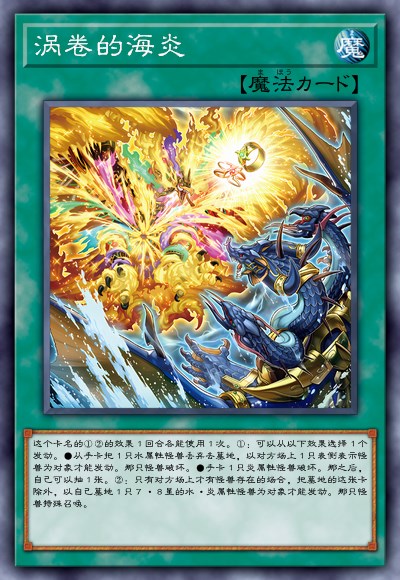 涡卷的海炎
魔
【魔法カード】
ま ほう
这个卡名的①②的效果1回合各能使用1次。①：可以从以下效果选择1个
发动。●从手卡把1只水属性怪兽丢弃去墓地，以对方场上1只表侧表示怪
兽为对象才能发动。那只怪兽破坏。●手卡1只炎属性怪兽破坏。那之后，
自己可以抽1张。②：只有对方场上才有怪兽存在的场合，把墓地的这张卡
除外，以自己墓地1只7·8星的水·炎属性怪兽为对象才能发动。那只怪
兽特殊召唤。